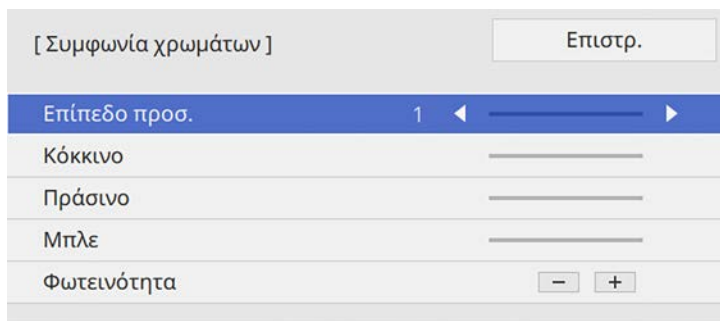 [ Συμφωνία χρωμάτων ] Επιστρ.
Επίπεδο προσ. 1
Κόκκινο
Πράσινο
Μπλε
Φωτεινότητα − +